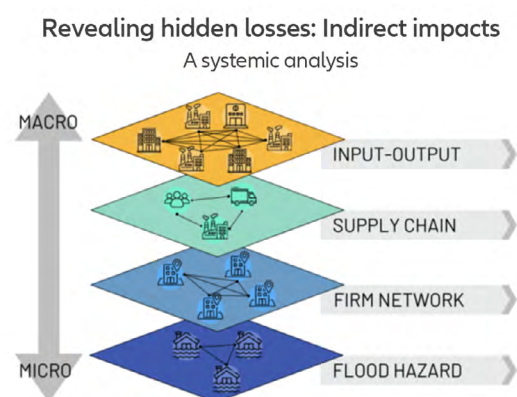 Revealing hidden losses: Indirect impacts
A systemic analysis
MACRO
INPUT-OUTPUT
SUPPLY CHAIN
FIRM NETWORK
MICRO
FLOOD HAZARD